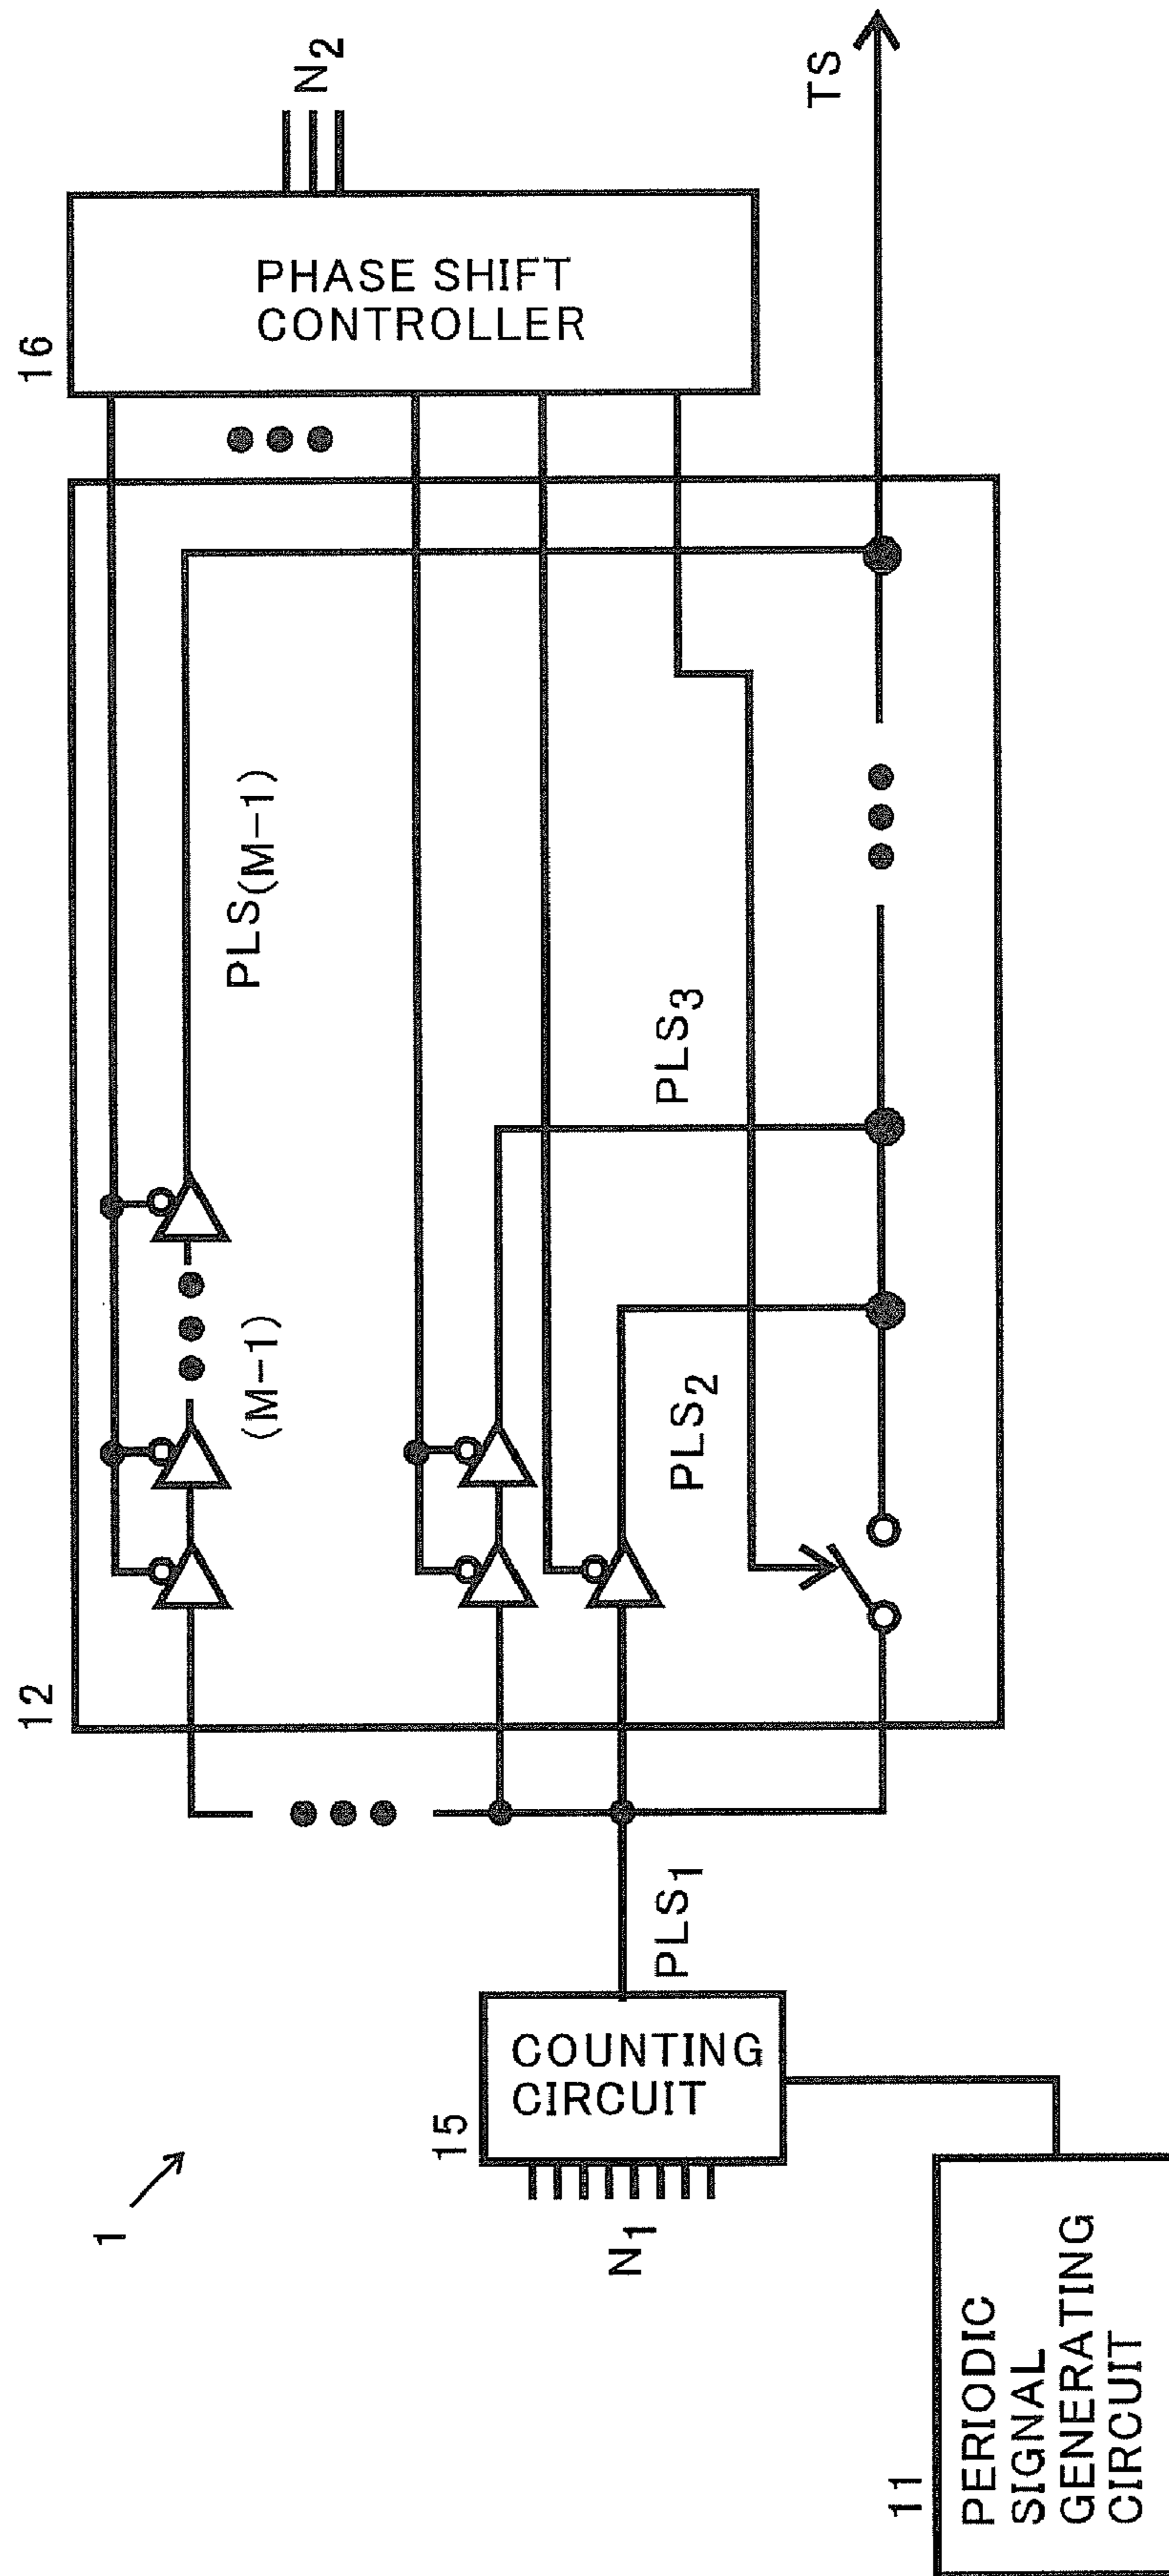 1
16
PHASE SHIFT
CONTROLLER
N2
12
PLS(M-1)
(M-1)
PLS3
PLS2
TS
PLS1
15
COUNTING
CIRCUIT
N1
11
PERIODIC
SIGNAL
GENERATING
CIRCUIT